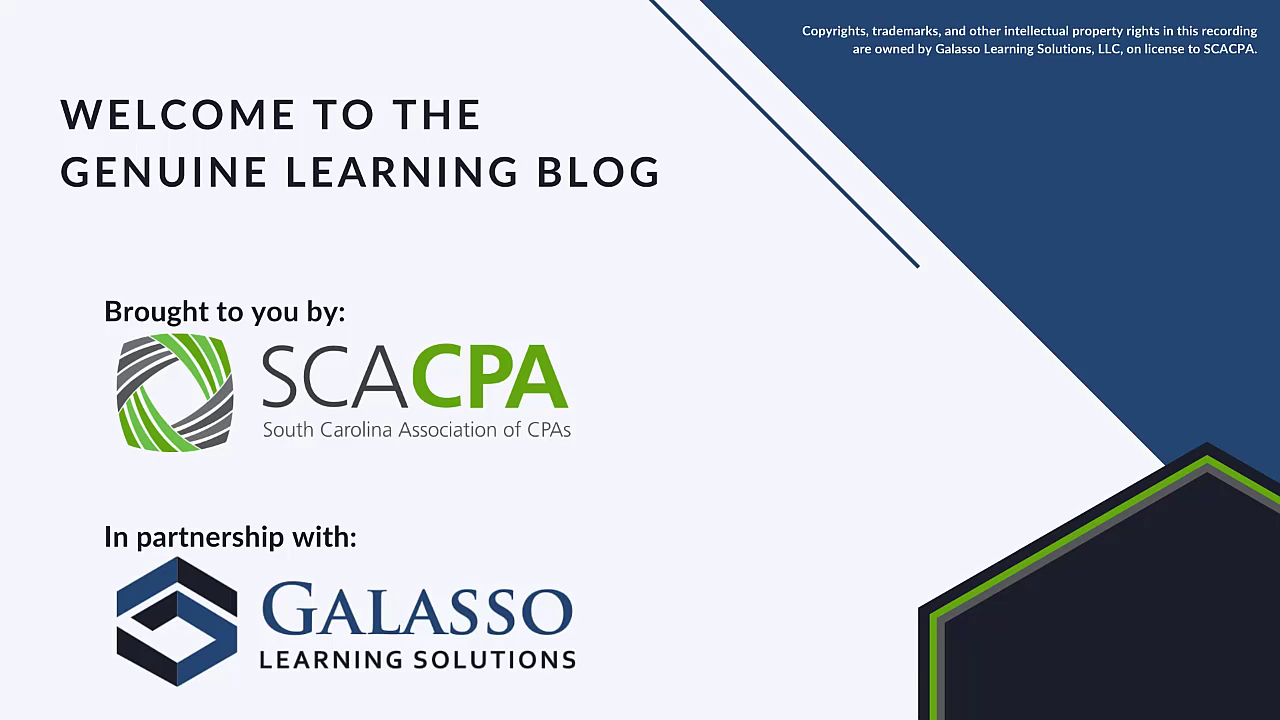 Copyrights, trademarks, and other intellectual property rights in this recording
are owned by Galasso Learning Solutions, LLC, on license to SCACPA.
WELCOME TO THE
GENUINE LEARNING BLOG
Brought to you by:
SCACPA
South Carolina Association of CPAs
In partnership with:
GALASSO
LEARNING SOLUTIONS